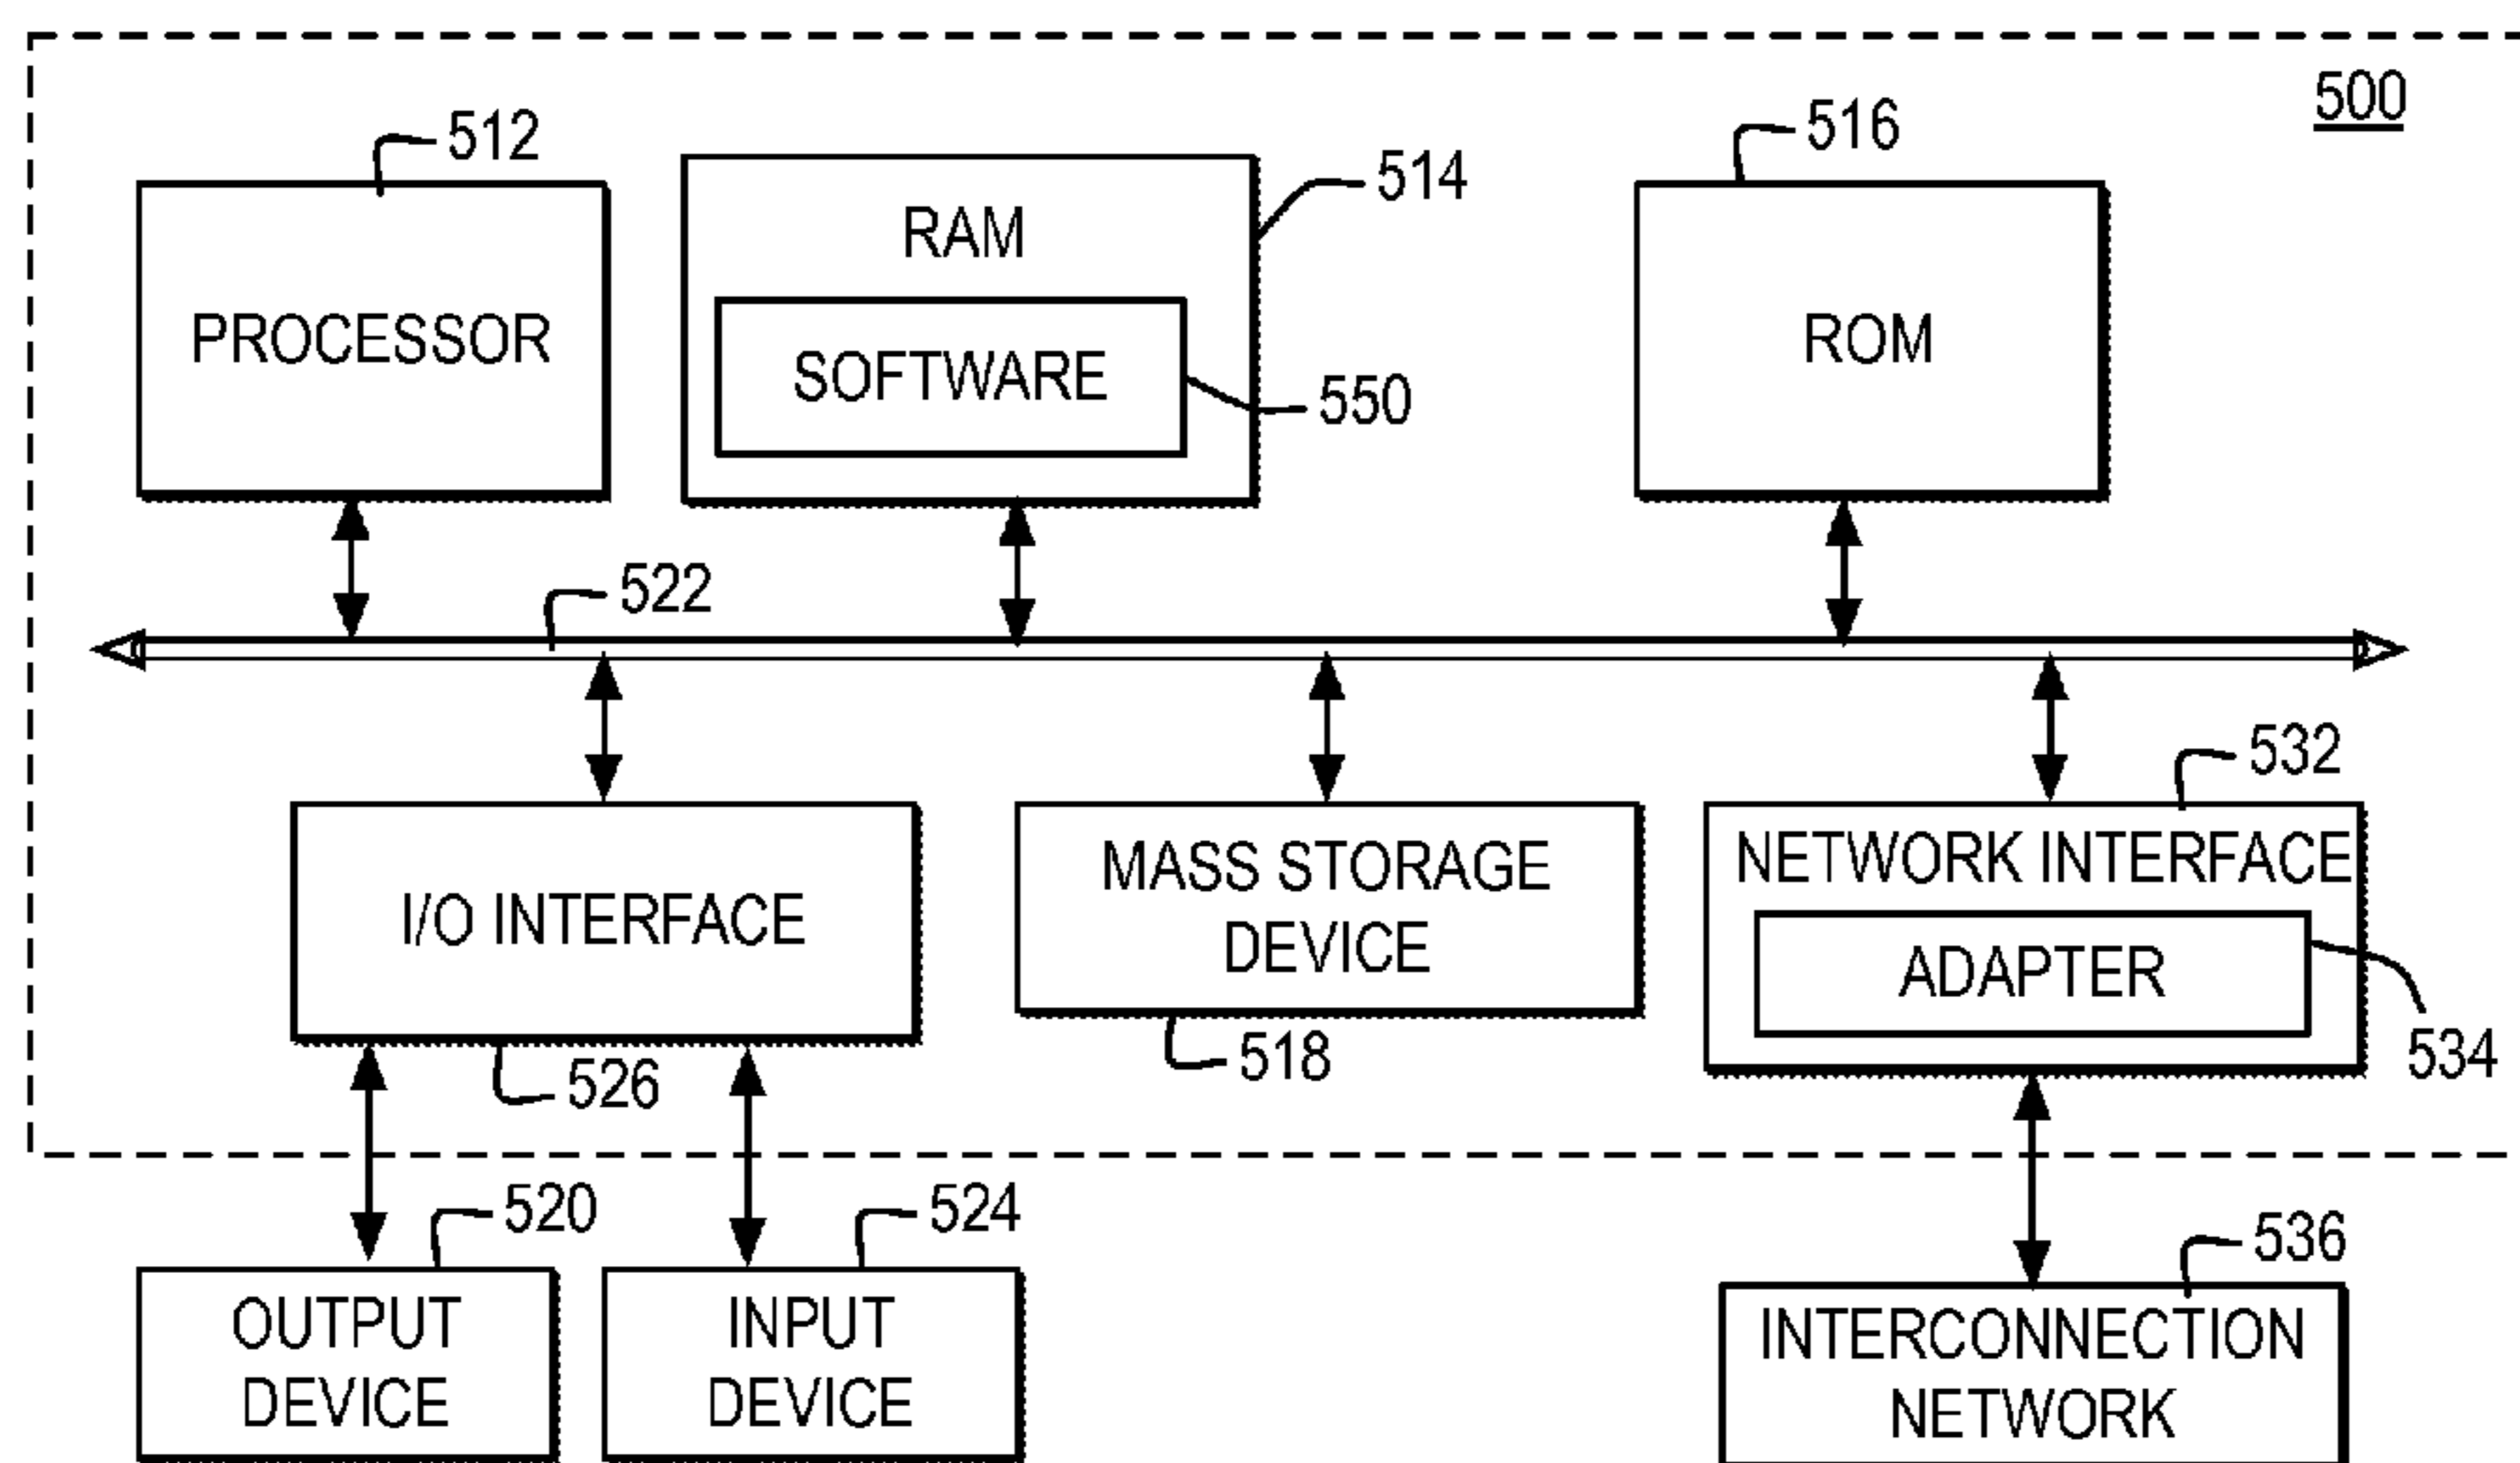 500
512
516
514
RAM
PROCESSOR
ROM
SOFTWARE
550
522
532
NETWORK INTERFACE
MASS STORAGE
DEVICE
I/O INTERFACE
ADAPTER
518
534
526
520
524
536
OUTPUT
DEVICE
INPUT
DEVICE
INTERCONNECTION
NETWORK